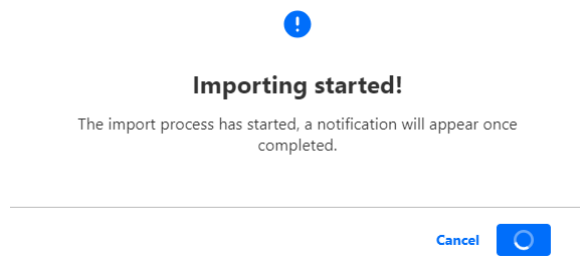 Importing started!
The import process has started, a notification will appear once
completed.
Cancel